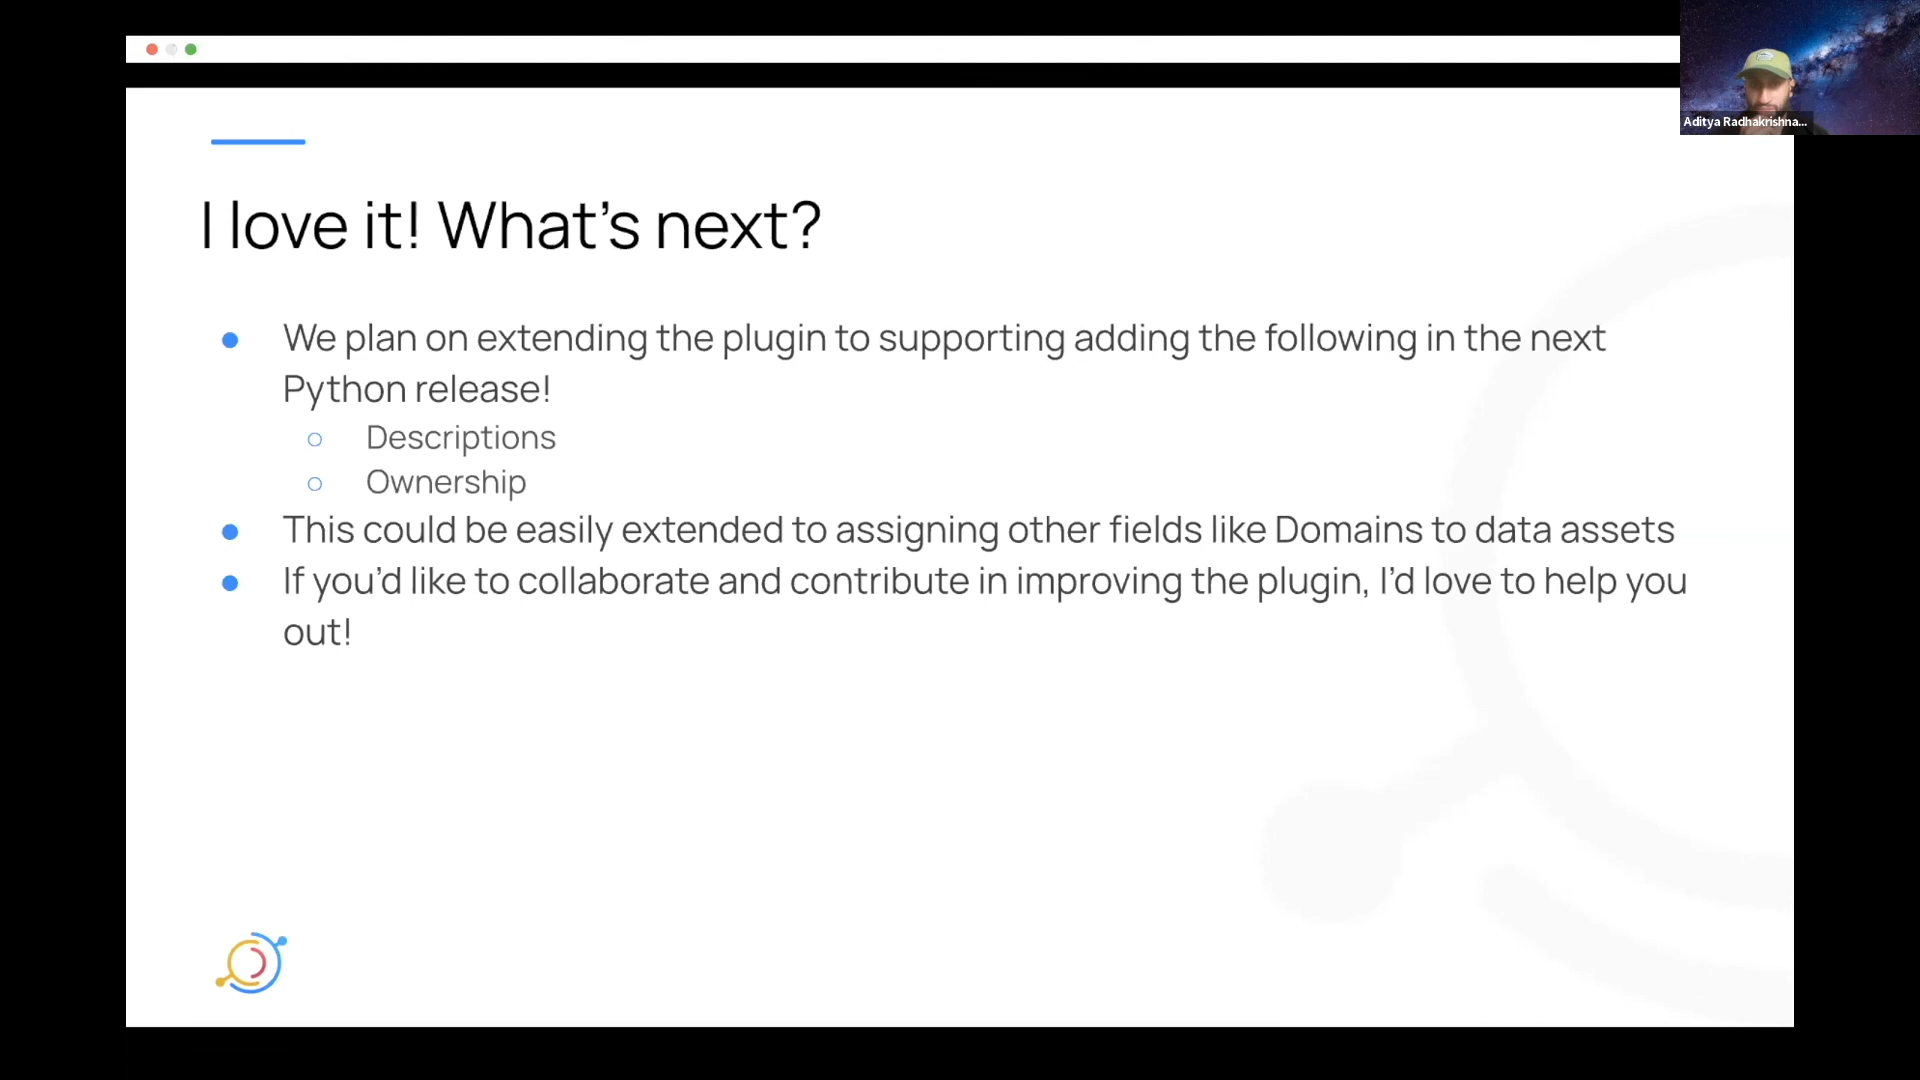 Aditya Radhakrishna...
I love it! What's next?
● We plan on extending the plugin to supporting adding the following in the next
Python release!
○ Descriptions
○ Ownership
● This could be easily extended to assigning other fields like Domains to data assets
● If you'd like to collaborate and contribute in improving the plugin, I'd love to help you
out!